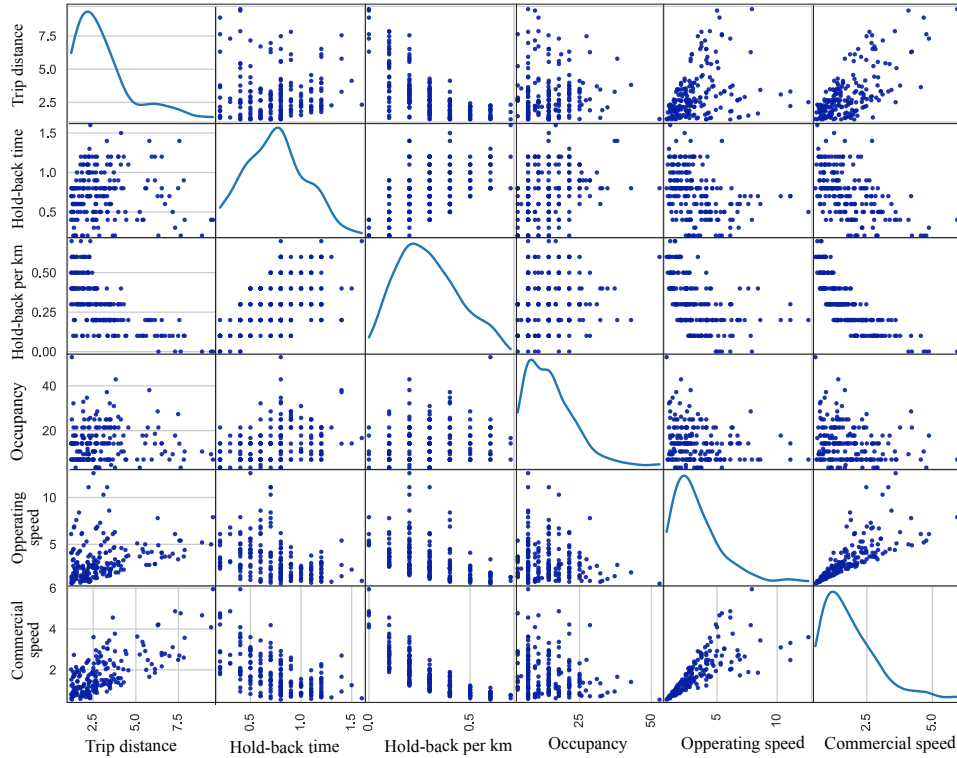 Trip distance
7.5
5.0
2.5
Hold-back time
1.5
1.0
0.5
Hold-back per km
0.50
0.25
0.00
Occupancy
40
20
Opperating
speed
10
5
Commercial
speed
6
4
2
2.5
5.0
7.5
0.5
1.0
1.5
0.0
0.5
25
50
5
10
2.5
5.0
Trip distance
Hold-back time
Hold-back per km
Occupancy
Opperating speed
Commercial speed